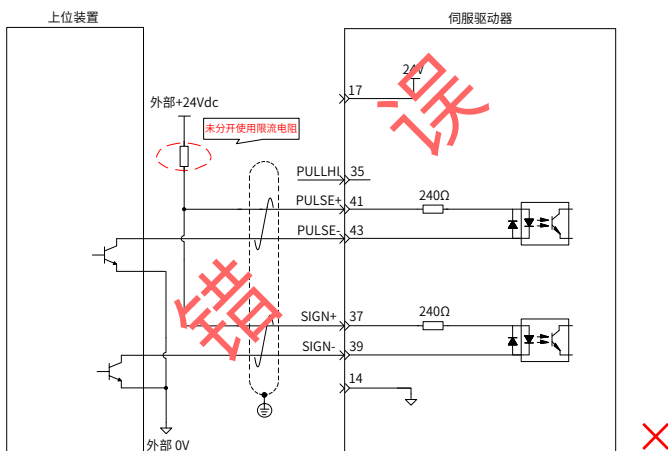 上位装置
伺服驱动器
24V
17
外部+24Vdc
未分开使用限流电阻
误
PULLHI
35
PULSE+
41
240Ω
PULSE-
43
错
SIGN+
37
240Ω
SIGN-
39
14
外部 0V